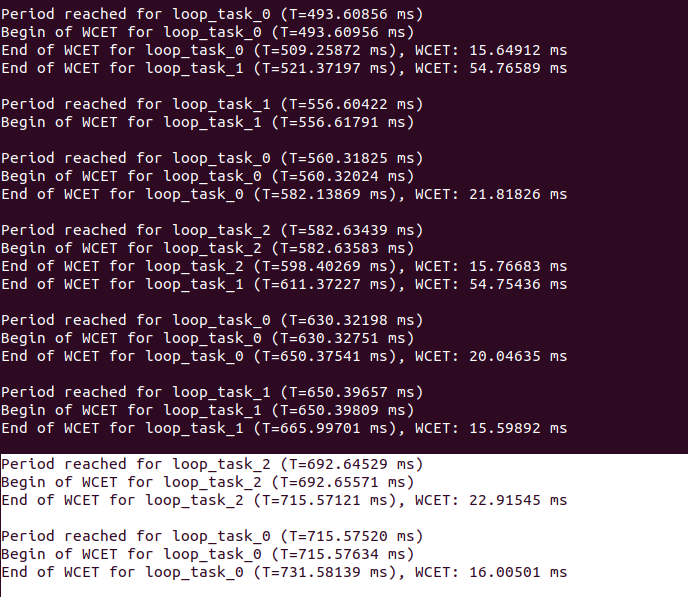 Period reached for loop_task_0 (T=493.60856 ms)
Begin of WCET for loop_task_0 (T=493.60956 ms)
End of WCET for loop_task_0 (T=509.25872 ms), WCET: 15.64912 ms
End of WCET for loop_task_1 (T=521.37197 ms), WCET: 54.76589 ms
Period reached for loop_task_1 (T=556.60422 ms)
Begin of WCET for loop_task_1 (T=556.61791 ms)
Period reached for loop_task_0 (T=560.31825 ms)
Begin of WCET for loop_task_0 (T=560.32024 ms)
End of WCET for loop_task_0 (T=582.13869 ms), WCET: 21.81826 ms
Period reached for loop_task_2 (T=582.63439 ms)
Begin of WCET for loop_task_2 (T=582.63583 ms)
End of WCET for loop_task_2 (T=598.40269 ms), WCET: 15.76683 ms
End of WCET for loop_task_1 (T=611.37227 ms), WCET: 54.75436 ms
Period reached for loop_task_0 (T=630.32198 ms)
Begin of WCET for loop_task_0 (T=630.32751 ms)
End of WCET for loop_task_0 (T=650.37541 ms), WCET: 20.04635 ms
Period reached for loop_task_1 (T=650.39657 ms)
Begin of WCET for loop_task_1 (T=650.39809 ms)
End of WCET for loop_task_1 (T=665.99701 ms), WCET: 15.59892 ms
Period reached for loop_task_2 (T=692.64529 ms)
Begin of WCET for loop_task_2 (T=692.65571 ms)
End of WCET for loop_task_2 (T=715.57121 ms), WCET: 22.91545 ms
Period reached for loop_task_0 (T=715.57520 ms)
Begin of WCET for loop_task_0 (T=715.57634 ms)
End of WCET for loop_task_0 (T=731.58139 ms), WCET: 16.00501 ms